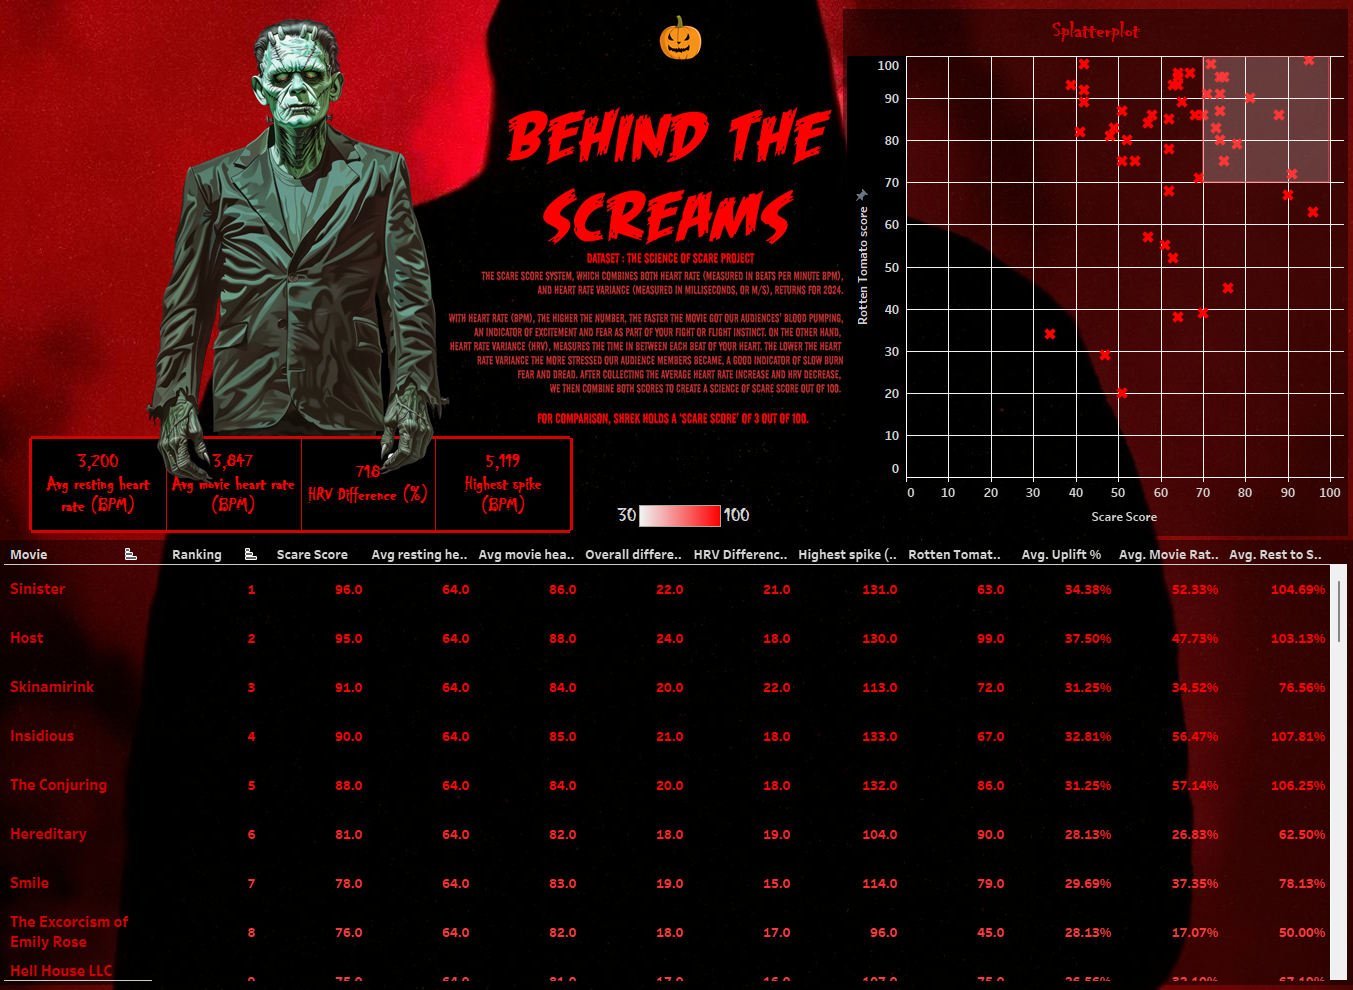 BEHIND THE
SCREAMS
DATASET : THE SCIENCE OF SCARE PROJECT
THE SCARE SCORE SYSTEM, WHICH COMBINES BOTH HEART RATE (MEASURED IN BEATS PER MINUTE BPM),
AND HEART RATE VARIANCE (MEASURED IN MILLISECONDS, OR M/S), RETURNS FOR 2024.
WITH HEART RATE (BPM), THE HIGHER THE NUMBER, THE FASTER THE MOVIE GOT OUR AUDIENCES' BLOOD PUMPING,
AN INDICATOR OF EXCITEMENT AND FEAR AS PART OF YOUR FIGHT OR FLIGHT INSTINCT. ON THE OTHER HAND,
HEART RATE VARIANCE (HRV), MEASURES THE TIME IN BETWEEN EACH BEAT OF YOUR HEART. THE LOWER THE HEART
RATE VARIANCE THE MORE STRESSED OUR AUDIENCE MEMBERS BECAME, A GOOD INDICATOR OF SLOW BURN
FEAR AND DREAD. AFTER COLLECTING THE AVERAGE HEART RATE INCREASE AND HRV DECREASE,
WE THEN COMBINE BOTH SCORES TO CREATE A SCIENCE OF SCARE SCORE OUT OF 100.
FOR COMPARISON, SHREK HOLDS A 'SCARE SCORE' OF 3 OUT OF 100.
Splatterplot
Rotten Tomato score
100
90
80
70
60
50
40
30
20
10
0
0 10 20 30 40 50 60 70 80 90 100
Scare Score
3,200
Avg resting heart
rate (BPM)
3,847
Avg movie heart rate
(BPM)
718
HRV Difference (%)
5,119
Highest spike
(BPM)
30 100
Movie Ranking Scare Score Avg resting he.. Avg movie hea.. Overall differe.. HRV Differenc.. Highest spike (.. Rotten Tomat.. Avg. Uplift % Avg. Movie Rat.. Avg. Rest to S..
Sinister 1 96.0 64.0 86.0 22.0 21.0 131.0 63.0 34.38% 52.33% 104.69%
Host 2 95.0 64.0 88.0 24.0 18.0 130.0 99.0 37.50% 47.73% 103.13%
Skinamirink 3 91.0 64.0 84.0 20.0 22.0 113.0 72.0 31.25% 34.52% 76.56%
Insidious 4 90.0 64.0 85.0 21.0 18.0 133.0 67.0 32.81% 56.47% 107.81%
The Conjuring 5 88.0 64.0 84.0 20.0 18.0 132.0 86.0 31.25% 57.14% 106.25%
Hereditary 6 81.0 64.0 82.0 18.0 19.0 104.0 90.0 28.13% 26.83% 62.50%
Smile 7 78.0 64.0 83.0 19.0 15.0 114.0 79.0 29.69% 37.35% 78.13%
The Excorcism of
Emily Rose 8 76.0 64.0 82.0 18.0 17.0 96.0 45.0 28.13% 17.07% 50.00%
Hell House LLC